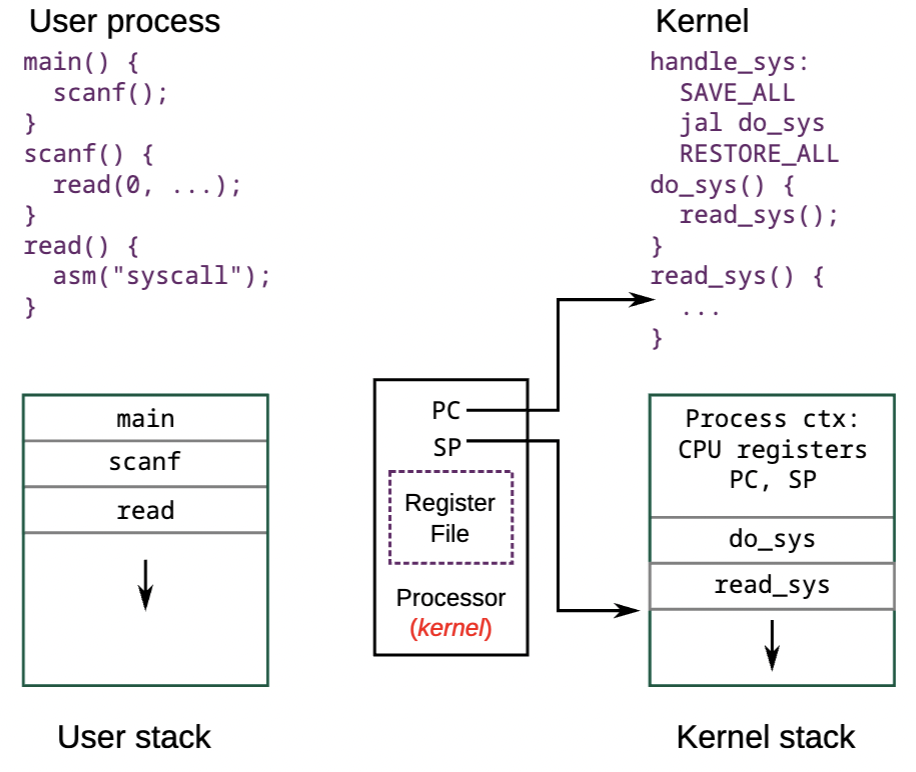 User process
main() {
  scanf();
}
scanf() {
  read(0, ...);
}
read() {
  asm("syscall");
}
Kernel
handle_sys:
  SAVE_ALL
  jal do_sys
  RESTORE_ALL
do_sys() {
  read_sys();
}
read_sys() {
  ...
}
main
scanf
read
User stack
PC
SP
Register
File
Processor
(kernel)
Process ctx:
CPU registers
PC, SP
do_sys
read_sys
Kernel stack